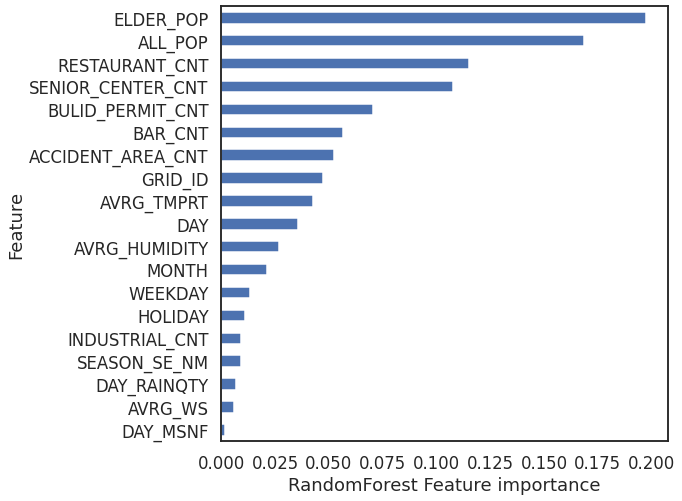 ELDER_POP
ALL_POP
RESTAURANT_CNT
SENIOR_CENTER_CNT
BULID_PERMIT_CNT
BAR_CNT
ACCIDENT_AREA_CNT
GRID_ID
AVRG_TMPRT
DAY
AVRG_HUMIDITY
MONTH
WEEKDAY
HOLIDAY
INDUSTRIAL_CNT
SEASON_SE_NM
DAY_RAINQTY
AVRG_WS
DAY_MSNF
Feature
0.000 0.025 0.050 0.075 0.100 0.125 0.150 0.175 0.200
RandomForest Feature importance